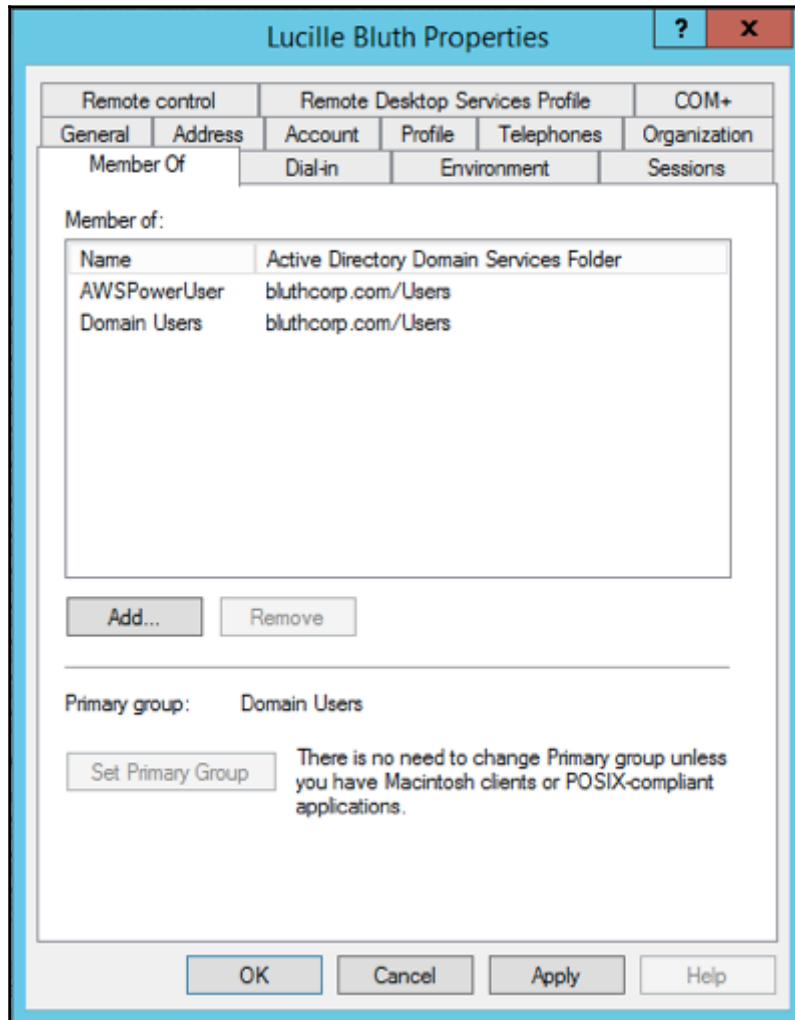 Lucille Bluth Properties
?
x
Remote control Remote Desktop Services Profile COM+
General Address Account Profile Telephones Organization
Member Of Dial-in Environment Sessions
Member of:
Name Active Directory Domain Services Folder
AWSPowerUser bluthcorp.com/Users
Domain Users bluthcorp.com/Users
Add... Remove
Primary group: Domain Users
Set Primary Group
There is no need to change Primary group unless
you have Macintosh clients or POSIX-compliant
applications.
OK Cancel Apply Help